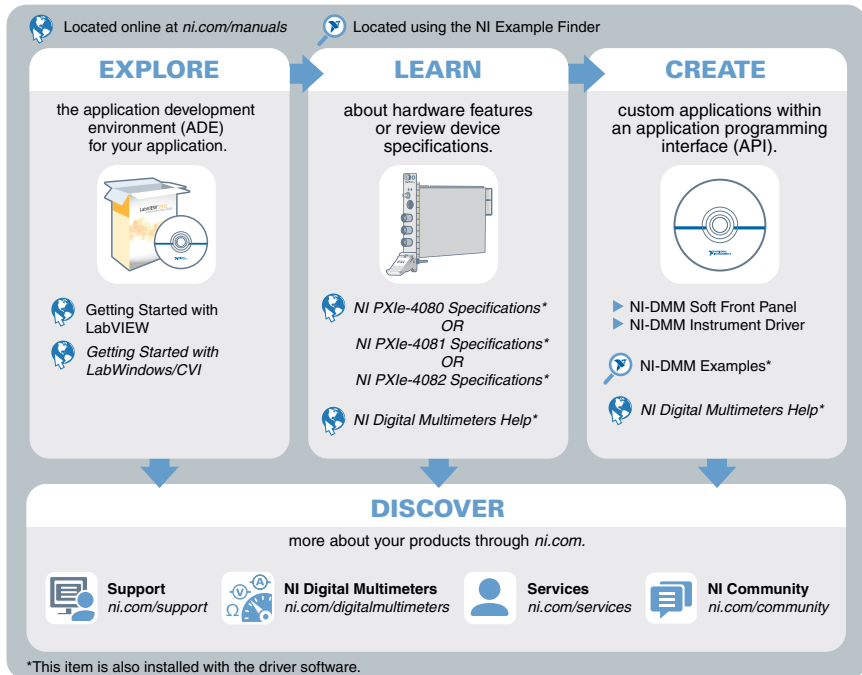 Located online at ni.com/manuals
Located using the NI Example Finder
EXPLORE
the application development
environment (ADE)
for your application.
LabVIEW
Getting Started with
LabVIEW
Getting Started with
LabWindows/CVI
LEARN
about hardware features
or review device
specifications.
NI PXIe-4080 Specifications*
OR
NI PXIe-4081 Specifications*
OR
NI PXIe-4082 Specifications*
NI Digital Multimeters Help*
CREATE
custom applications within
an application programming
interface (API).
NI-DMM Soft Front Panel
NI-DMM Instrument Driver
NI-DMM Examples*
NI Digital Multimeters Help*
DISCOVER
more about your products through ni.com.
Support
ni.com/support
V
A
Ω
NI Digital Multimeters
ni.com/digitalmultimeters
Services
ni.com/services
NI Community
ni.com/community
*This item is also installed with the driver software.